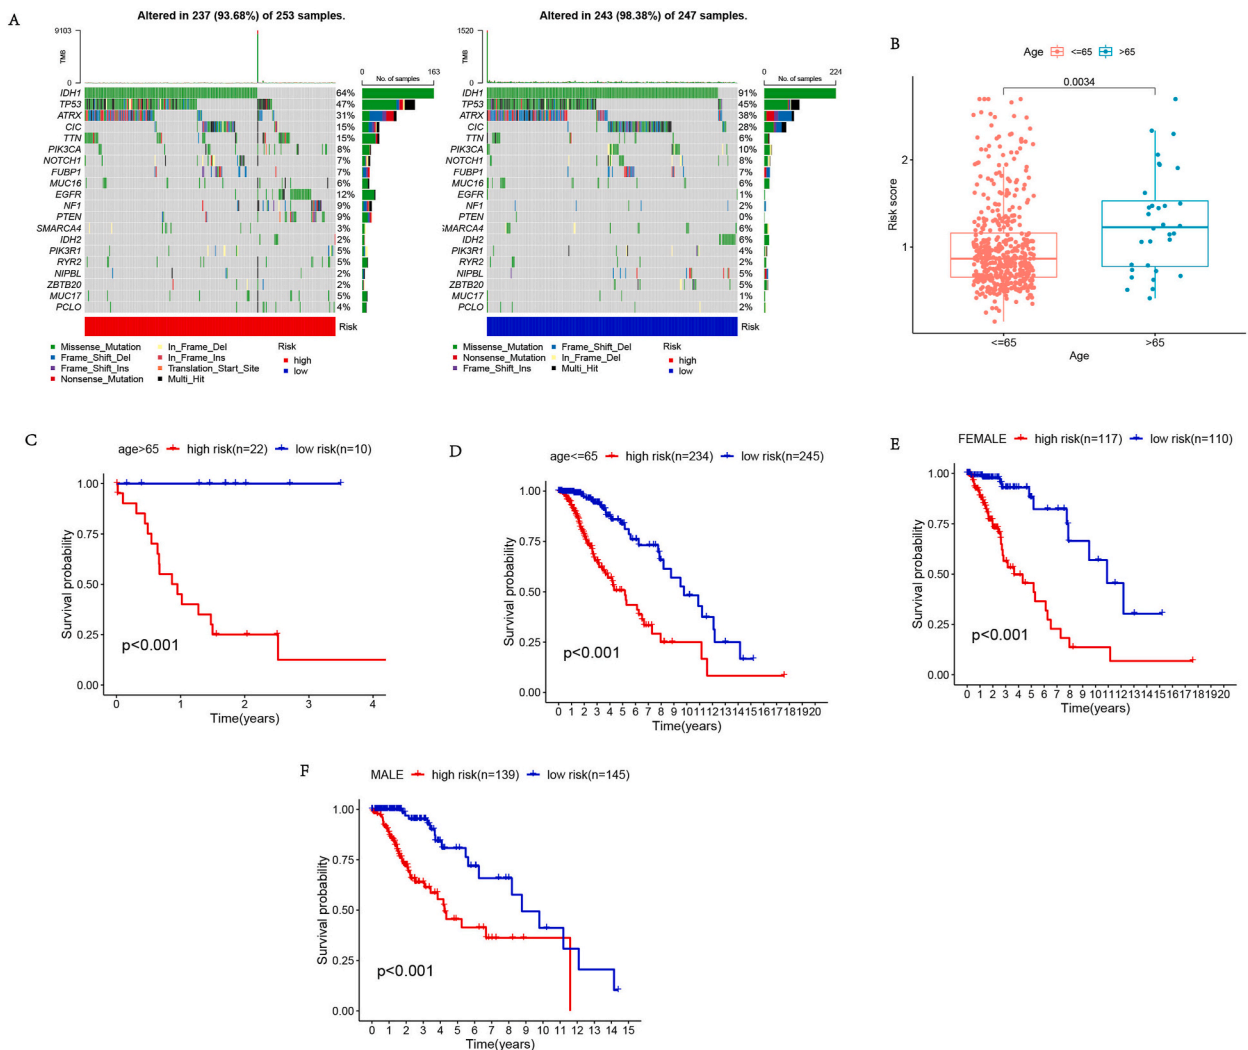 A
Altered in 237 (93.68%) of 253 samples.
9103
TMB
0
0 163
No. of samples
IDH1 64%
TP53 47%
ATRX 31%
CIC 15%
TTN 15%
PIK3CA 8%
NOTCH1 7%
FUBP1 7%
MUC16 6%
EGFR 12%
NF1 9%
PTEN 9%
SMARCA4 3%
IDH2 2%
PIK3R1 5%
RYR2 5%
NIPBL 2%
ZBTB20 2%
MUC17 5%
PCLO 4%
Risk
Missense_Mutation In_Frame_Del Risk
Frame_Shift_Del In_Frame_Ins high
Frame_Shift_Ins Translation_Start_Site low
Nonsense_Mutation Multi_Hit
Altered in 243 (98.38%) of 247 samples.
1520
TMB
0
0 224
No. of samples
IDH1 91%
TP53 45%
ATRX 38%
CIC 28%
TTN 6%
PIK3CA 10%
NOTCH1 8%
FUBP1 7%
MUC16 6%
EGFR 1%
NF1 2%
PTEN 0%
SMARCA4 6%
IDH2 6%
PIK3R1 4%
RYR2 2%
NIPBL 5%
ZBTB20 5%
MUC17 1%
PCLO 2%
Risk
Missense_Mutation Frame_Shift_Del Risk
Nonsense_Mutation In_Frame_Del high
Frame_Shift_Ins Multi_Hit low
B
Age <=65 >65
0.0034
Risk score
2
1
<=65 >65
Age
C
age>65 high risk(n=22) low risk(n=10)
Survival probability
1.00
0.75
0.50
0.25
0.00
p<0.001
0 1 2 3 4
Time(years)
D
age<=65 high risk(n=234) low risk(n=245)
Survival probability
1.00
0.75
0.50
0.25
0.00
p<0.001
0 1 2 3 4 5 6 7 8 9 10 11 12 13 14 15 16 17 18 19 20
Time(years)
E
FEMALE high risk(n=117) low risk(n=110)
Survival probability
1.00
0.75
0.50
0.25
0.00
p<0.001
0 1 2 3 4 5 6 7 8 9 10 11 12 13 14 15 16 17 18 19 20
Time(years)
F
MALE high risk(n=139) low risk(n=145)
Survival probability
1.00
0.75
0.50
0.25
0.00
p<0.001
0 1 2 3 4 5 6 7 8 9 10 11 12 13 14 15
Time(years)